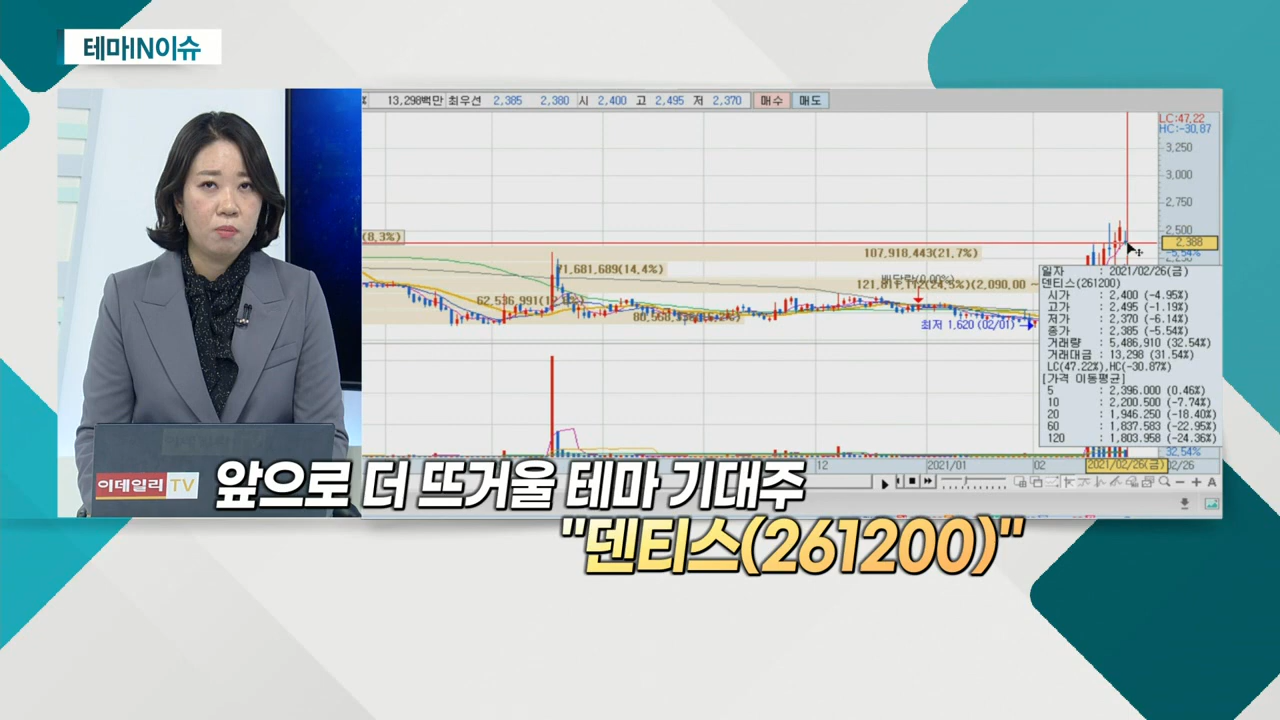 테마IN이슈
13,298백만 최우선 2,385 2,380 시 2,400 고 2,495 저 2,370 매수 매도
LC:47.22
HC:-30.87
3,250
3,000
2,750
2,500
2,388
-5.54%
(8.3%)
107,918,443(21.7%)
71,681,689(14.4%)
62,536,991(12
최저 1,620 (02/01)
일자 : 2021/02/26(금)
덴티스(261200)
시가 : 2,400 (-4.95%)
고가 : 2,495 (-1.19%)
저가 : 2,370 (-6.14%)
종가 : 2,385 (-5.54%)
거래량 : 5,486,910 (32.54%)
거래대금 : 13,298 (31.54%)
LC(47.22%),HC(-30.87%)
[가격 이동평균]
5 : 2,396.000 (0.46%)
10 : 2,200.500 (-7.74%)
20 : 1,946.250 (-18.40%)
60 : 1,837.583 (-22.95%)
120 : 1,803.958 (-24.36%)
32.54%
12 2021/01 02 2021/02/26(금) 02/26
이데일리 TV
앞으로 더 뜨거울 테마 기대주
"덴티스(261200)"